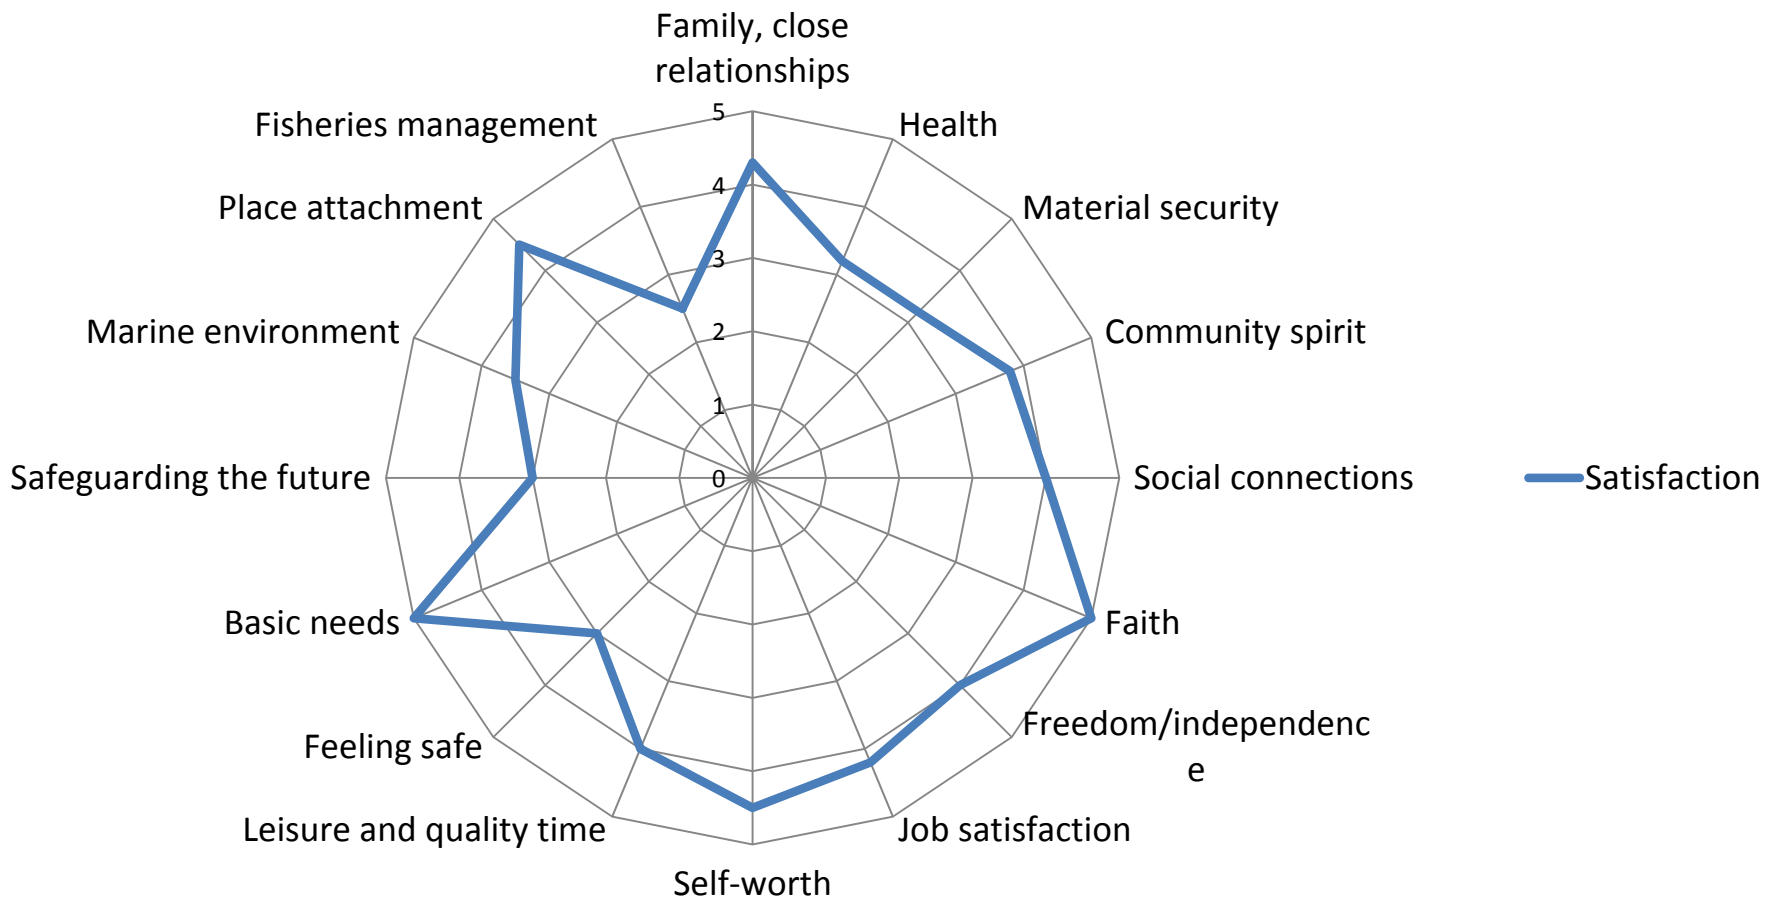 Family, close
relationships
Health
Material security
Community spirit
Social connections
Faith
Freedom/independenc
e
Job satisfaction
Self-worth
Leisure and quality time
Feeling safe
Basic needs
Safeguarding the future
Marine environment
Place attachment
Fisheries management
5
4
3
2
1
0
Satisfaction